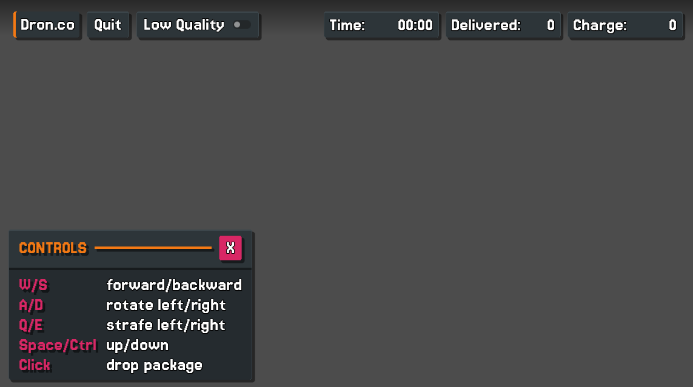 Dron.co Quit Low Quality Time: 00:00 Delivered: 0 Charge: 0
CONTROLS X
W/S forward/backward
A/D rotate left/right
Q/E strafe left/right
Space/Ctrl up/down
Click drop package